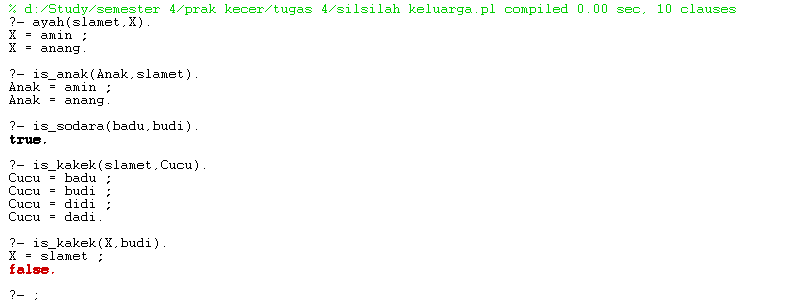 % d:/Study/semester 4/prak kecer/tugas 4/silsilah keluarga.pl compiled 0.00 sec, 10 clauses
?- ayah(slamet,X).
X = amin ;
X = anang.
?- is_anak(Anak,slamet).
Anak = amin ;
Anak = anang.
?- is_sodara(badu,budi).
true.
?- is_kakek(slamet,Cucu).
Cucu = badu ;
Cucu = budi ;
Cucu = didi ;
Cucu = dadi.
?- is_kakek(X,budi).
X = slamet ;
false.
?- ;